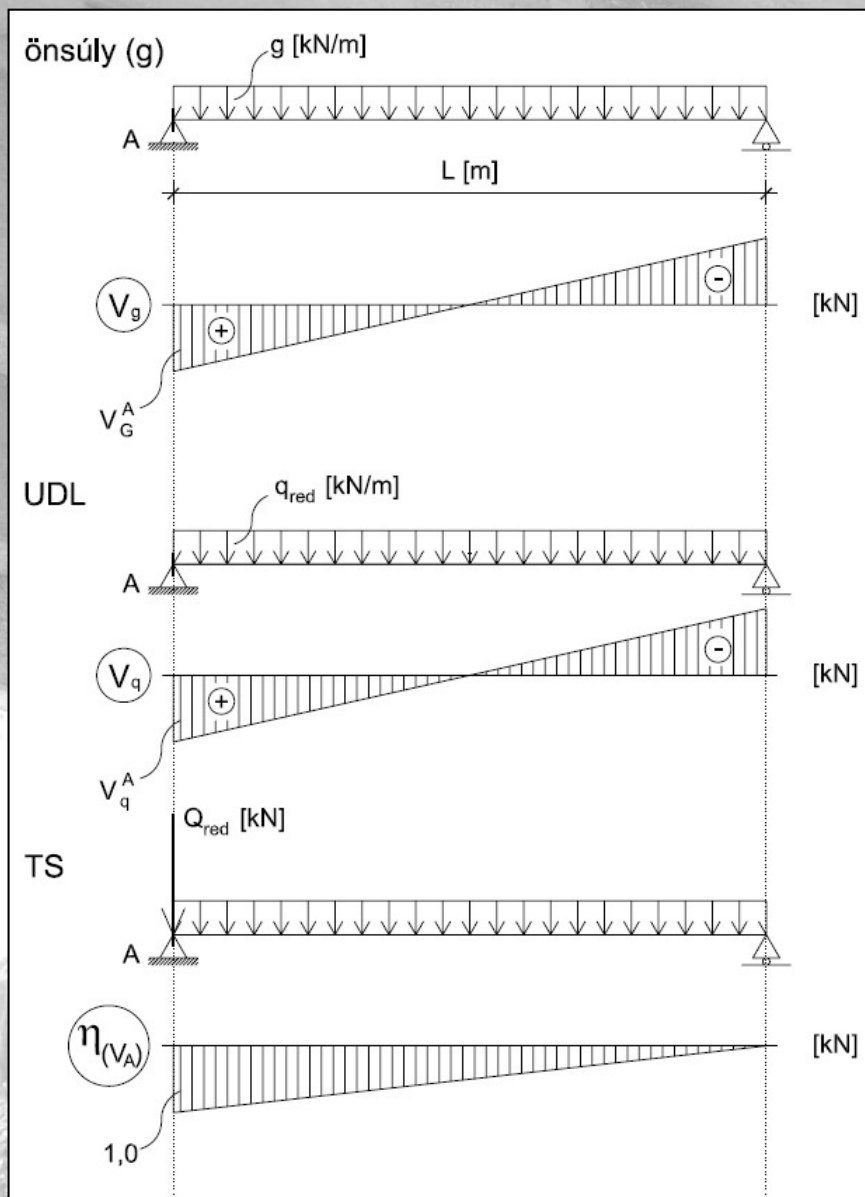 önsúly (g)
g [kN/m]
A
L [m]
V_g
+
-
[kN]
V_G^A
UDL
q_red [kN/m]
A
V_q
+
-
[kN]
V_q^A
Q_red [kN]
TS
A
η_(V_A)
[kN]
1,0